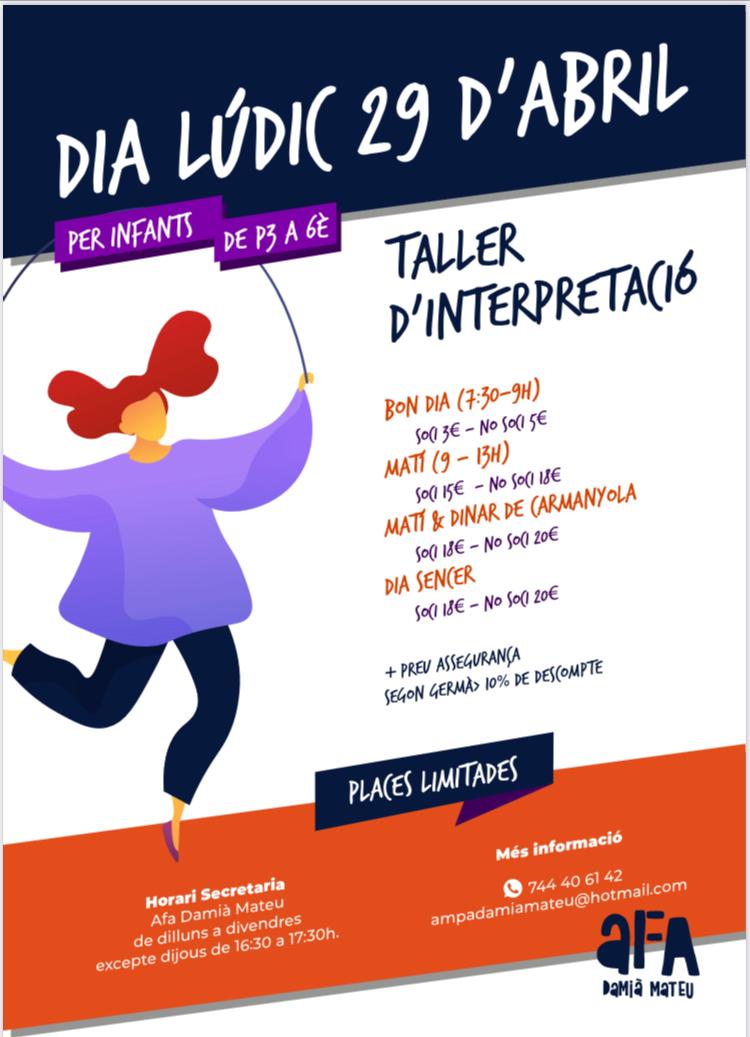 DIA LÚDIC 29 D'ABRIL
PER INFANTS DE P3 A 6È
TALLER
D'INTERPRETACIÓ
BON DIA (7:30-9H)
SOCI 3€ - NO SOCI 5€
MATÍ (9 - 13H)
SOCI 15€ - NO SOCI 18€
MATÍ & DINAR DE CARMANYOLA
SOCI 18€ - NO SOCI 20€
DIA SENCER
SOCI 18€ - NO SOCI 20€
+ PREU ASSEGURANÇA
SEGON GERMÀ> 10% DE DESCOMPTE
PLACES LIMITADES
Horari Secretaria
Afa Damià Mateu
de dilluns a divendres
excepte dijous de 16:30 a 17:30h.
Més informació
744 40 61 42
ampadamiamateu@hotmail.com
aFA
DaMIà MaTEU